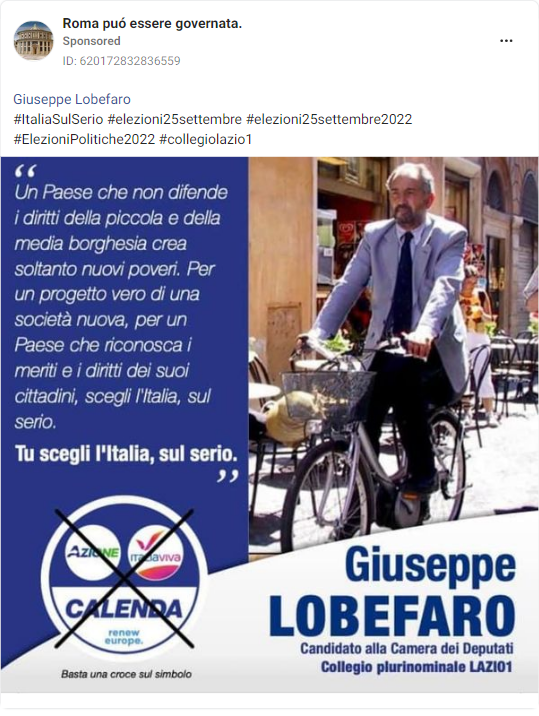 Roma puó essere governata.
Sponsored
ID: 620172832836559
Giuseppe Lobefaro
#ItaliaSulSerio #elezioni25settembre #elezioni25settembre2022
#ElezioniPolitiche2022 #collegiolazio1
“
Un Paese che non difende
i diritti della piccola e della
media borghesia crea
soltanto nuovi poveri. Per
un progetto vero di una
società nuova, per un
Paese che riconosca i
meriti e i diritti dei suoi
cittadini, scegli l'Italia, sul
serio.
Tu scegli l'Italia, sul serio.
”
AZIONE
italiaviva
CALENDA
renew
europe.
Basta una croce sul simbolo
Giuseppe
LOBEFARO
Candidato alla Camera dei Deputati
Collegio plurinominale LAZIO1